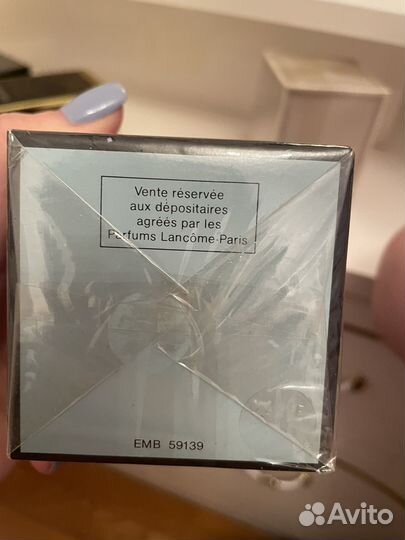 Vente réservée
aux dépositaires
agréés par les
Parfums Lancôme-Paris
EMB 59139
Avito